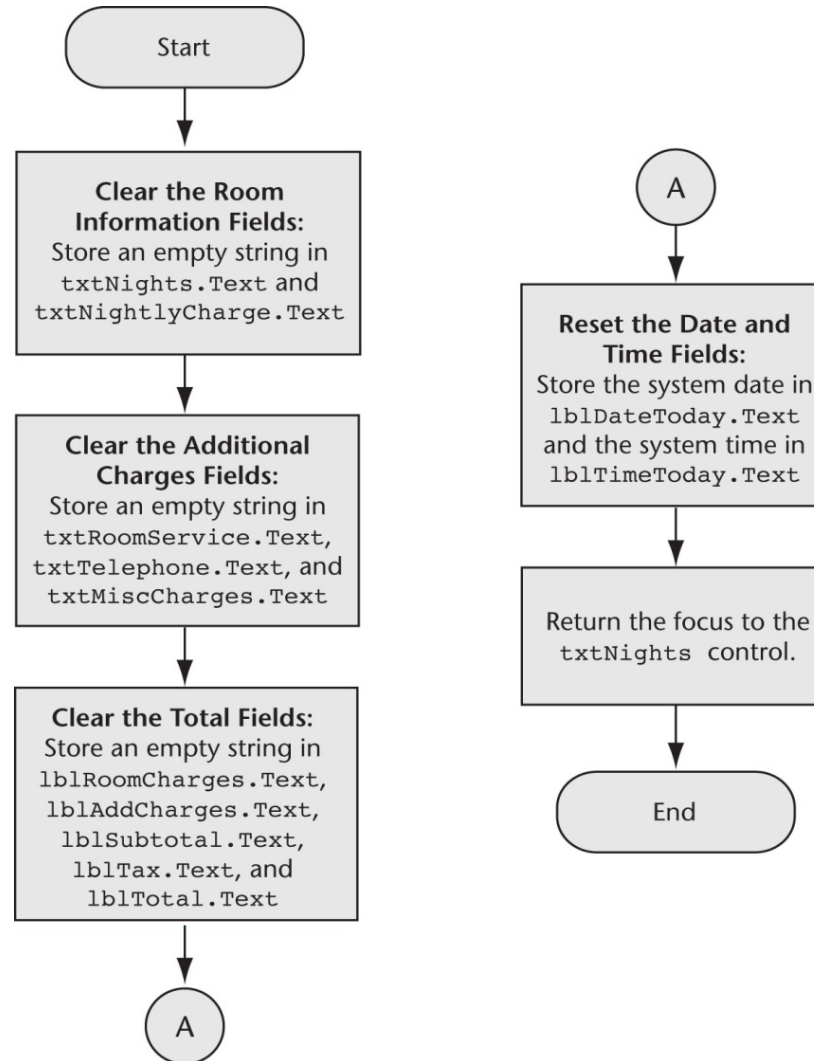 Start
Clear the Room
Information Fields:
Store an empty string in
txtNights.Text and
txtNightlyCharge.Text
Clear the Additional
Charges Fields:
Store an empty string in
txtRoomService.Text,
txtTelephone.Text, and
txtMiscCharges.Text
Clear the Total Fields:
Store an empty string in
lblRoomCharges.Text,
lblAddCharges.Text,
lblSubtotal.Text,
lblTax.Text, and
lblTotal.Text
A
A
Reset the Date and
Time Fields:
Store the system date in
lblDateToday.Text
and the system time in
lblTimeToday.Text
Return the focus to the
txtNights control.
End